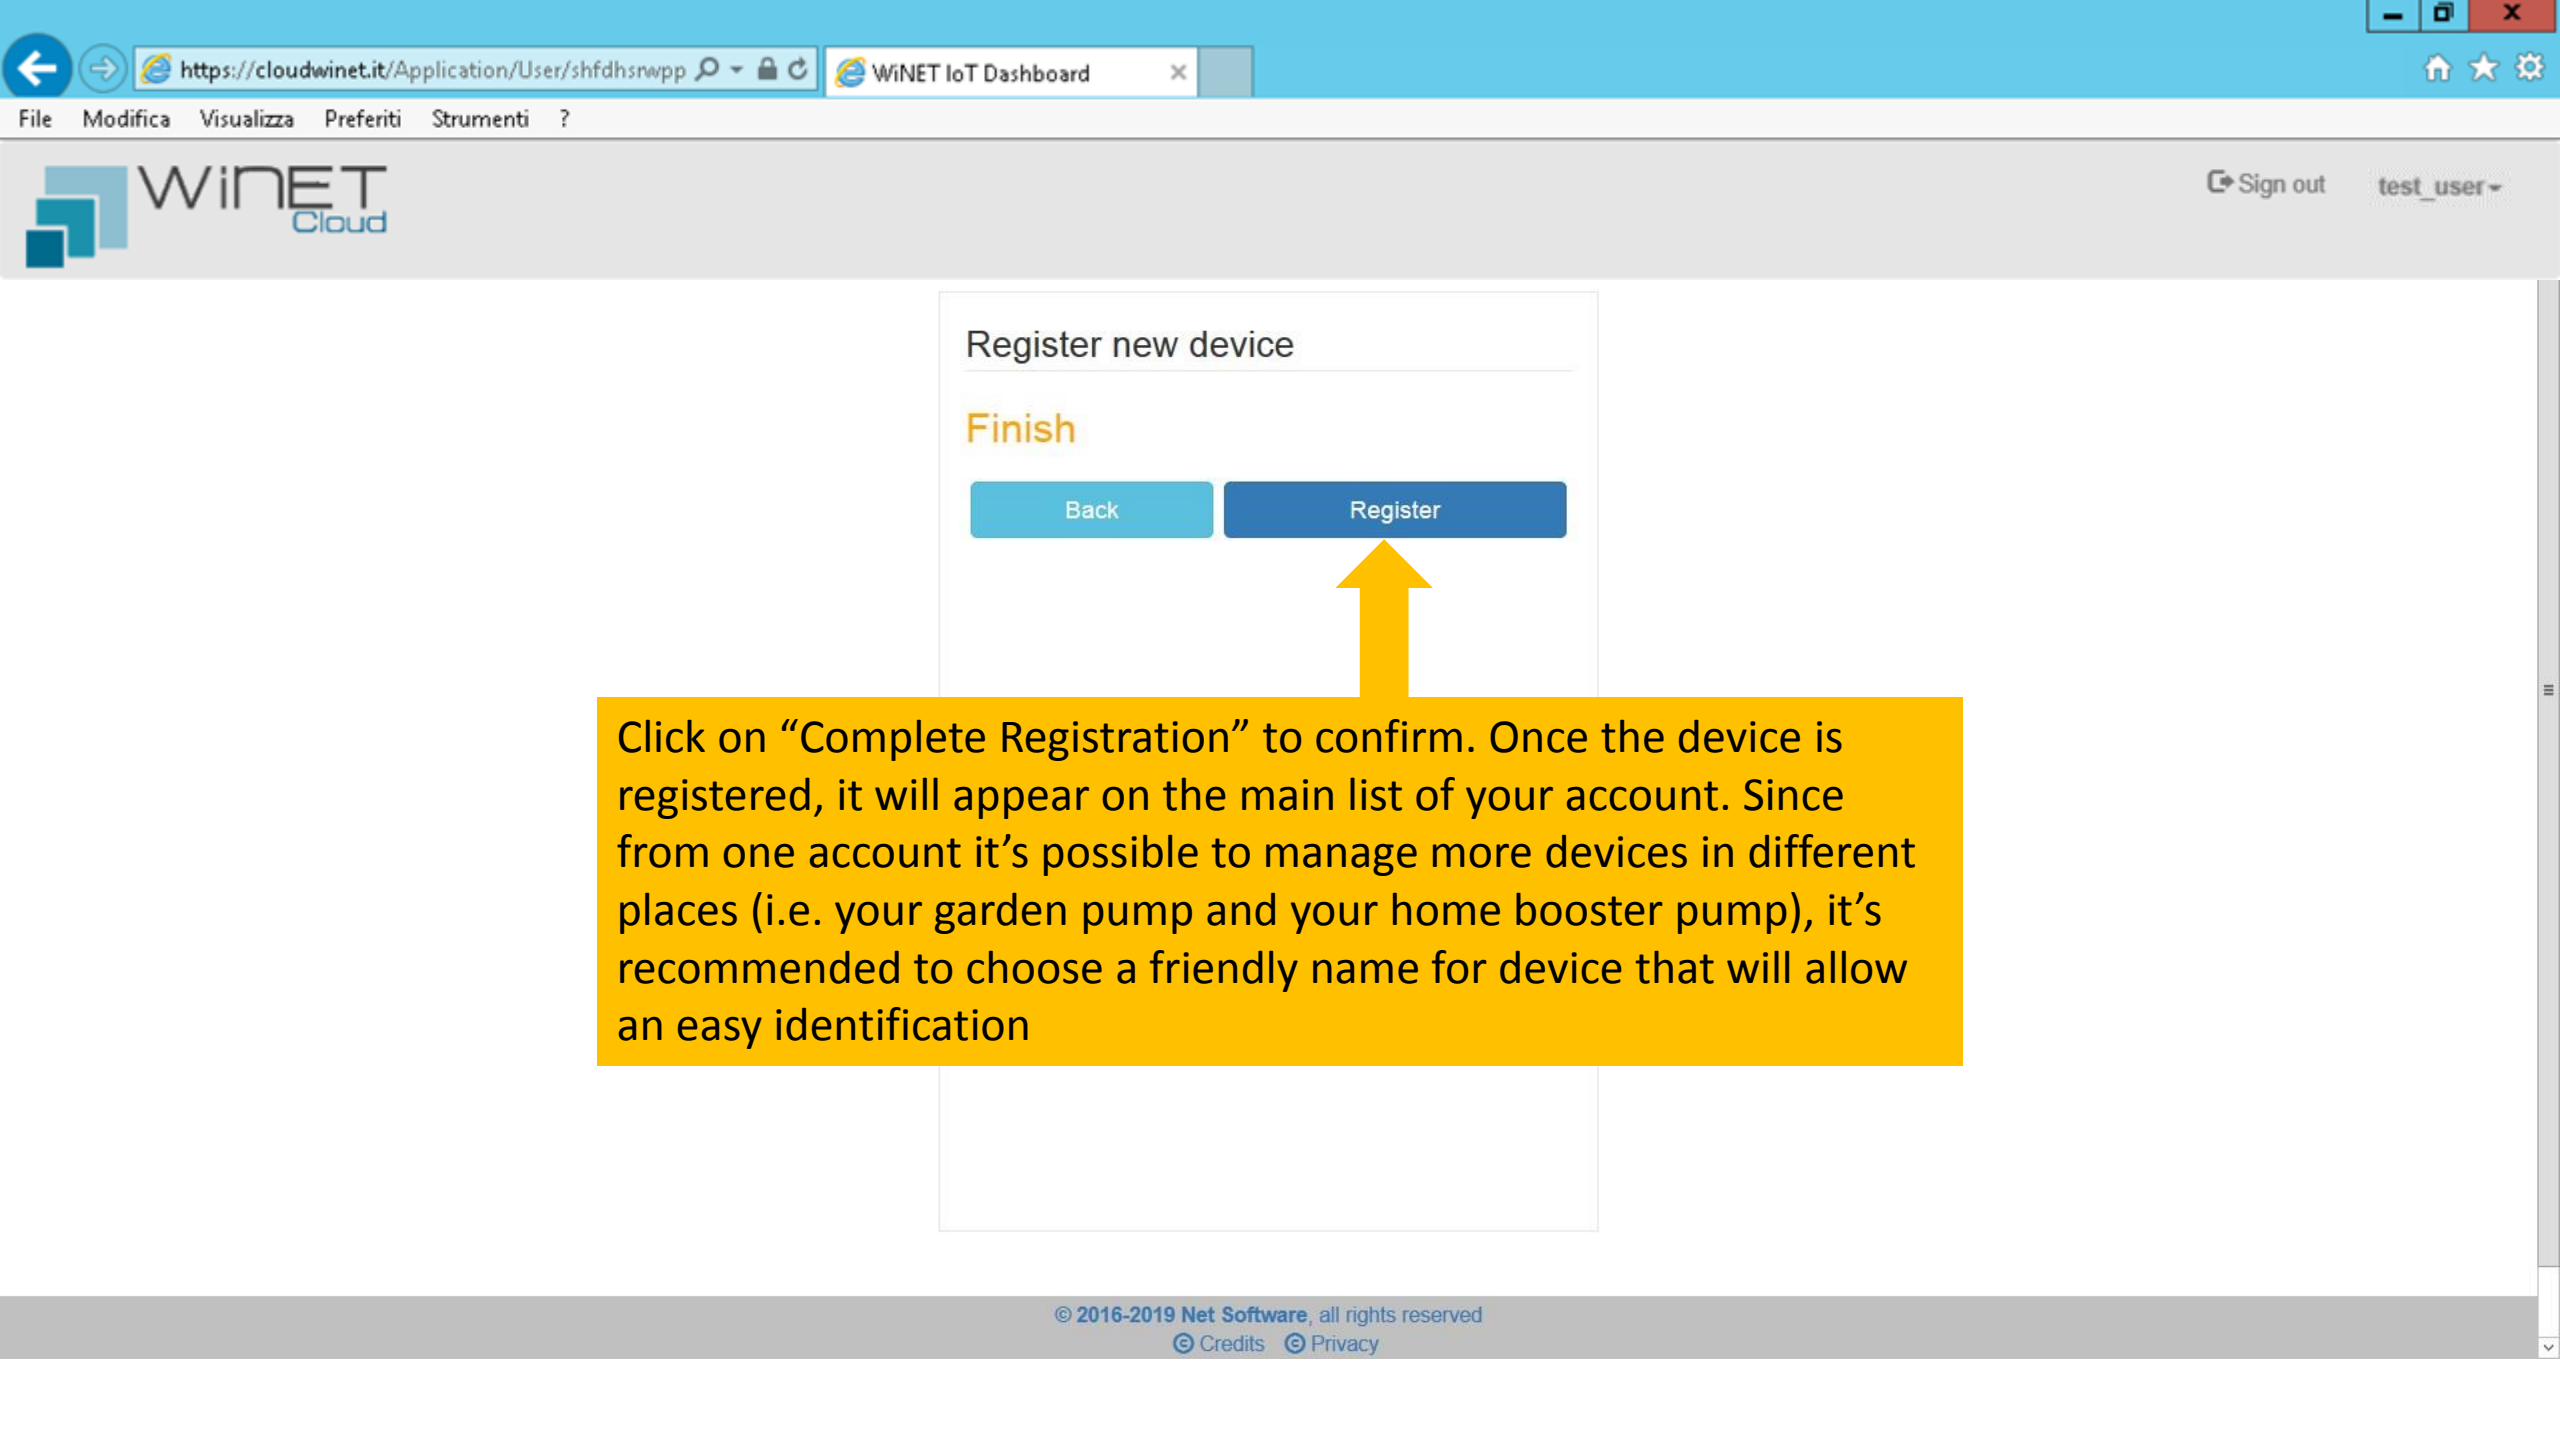 https://cloudwinet.it/Application/User/shfdhsrwpp
WiNET IoT Dashboard
File Modifica Visualizza Preferiti Strumenti ?
WiNET
Cloud
Sign out test_user
Register new device
Finish
Back Register
Click on “Complete Registration” to confirm. Once the device is
registered, it will appear on the main list of your account. Since
from one account it’s possible to manage more devices in different
places (i.e. your garden pump and your home booster pump), it’s
recommended to choose a friendly name for device that will allow
an easy identification
© 2016-2019 Net Software, all rights reserved
© Credits © Privacy